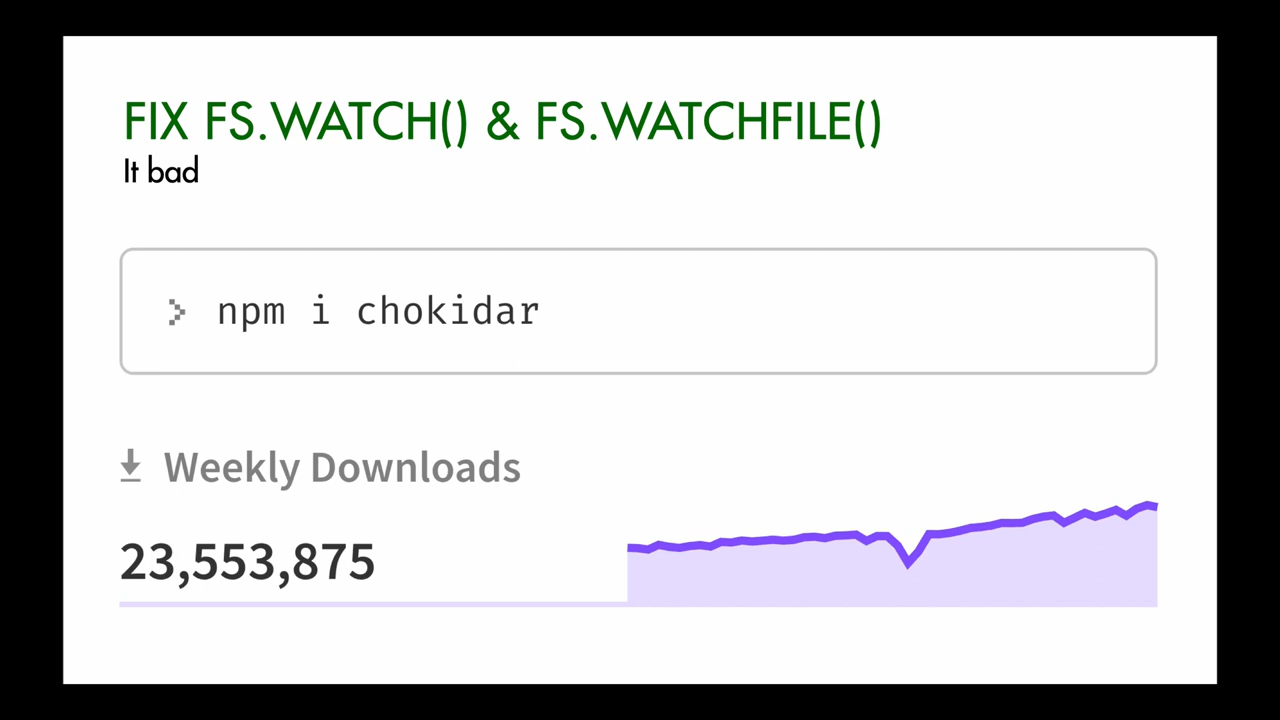 FIX FS.WATCH() & FS.WATCHFILE()
It bad
> npm i chokidar
Weekly Downloads
23,553,875